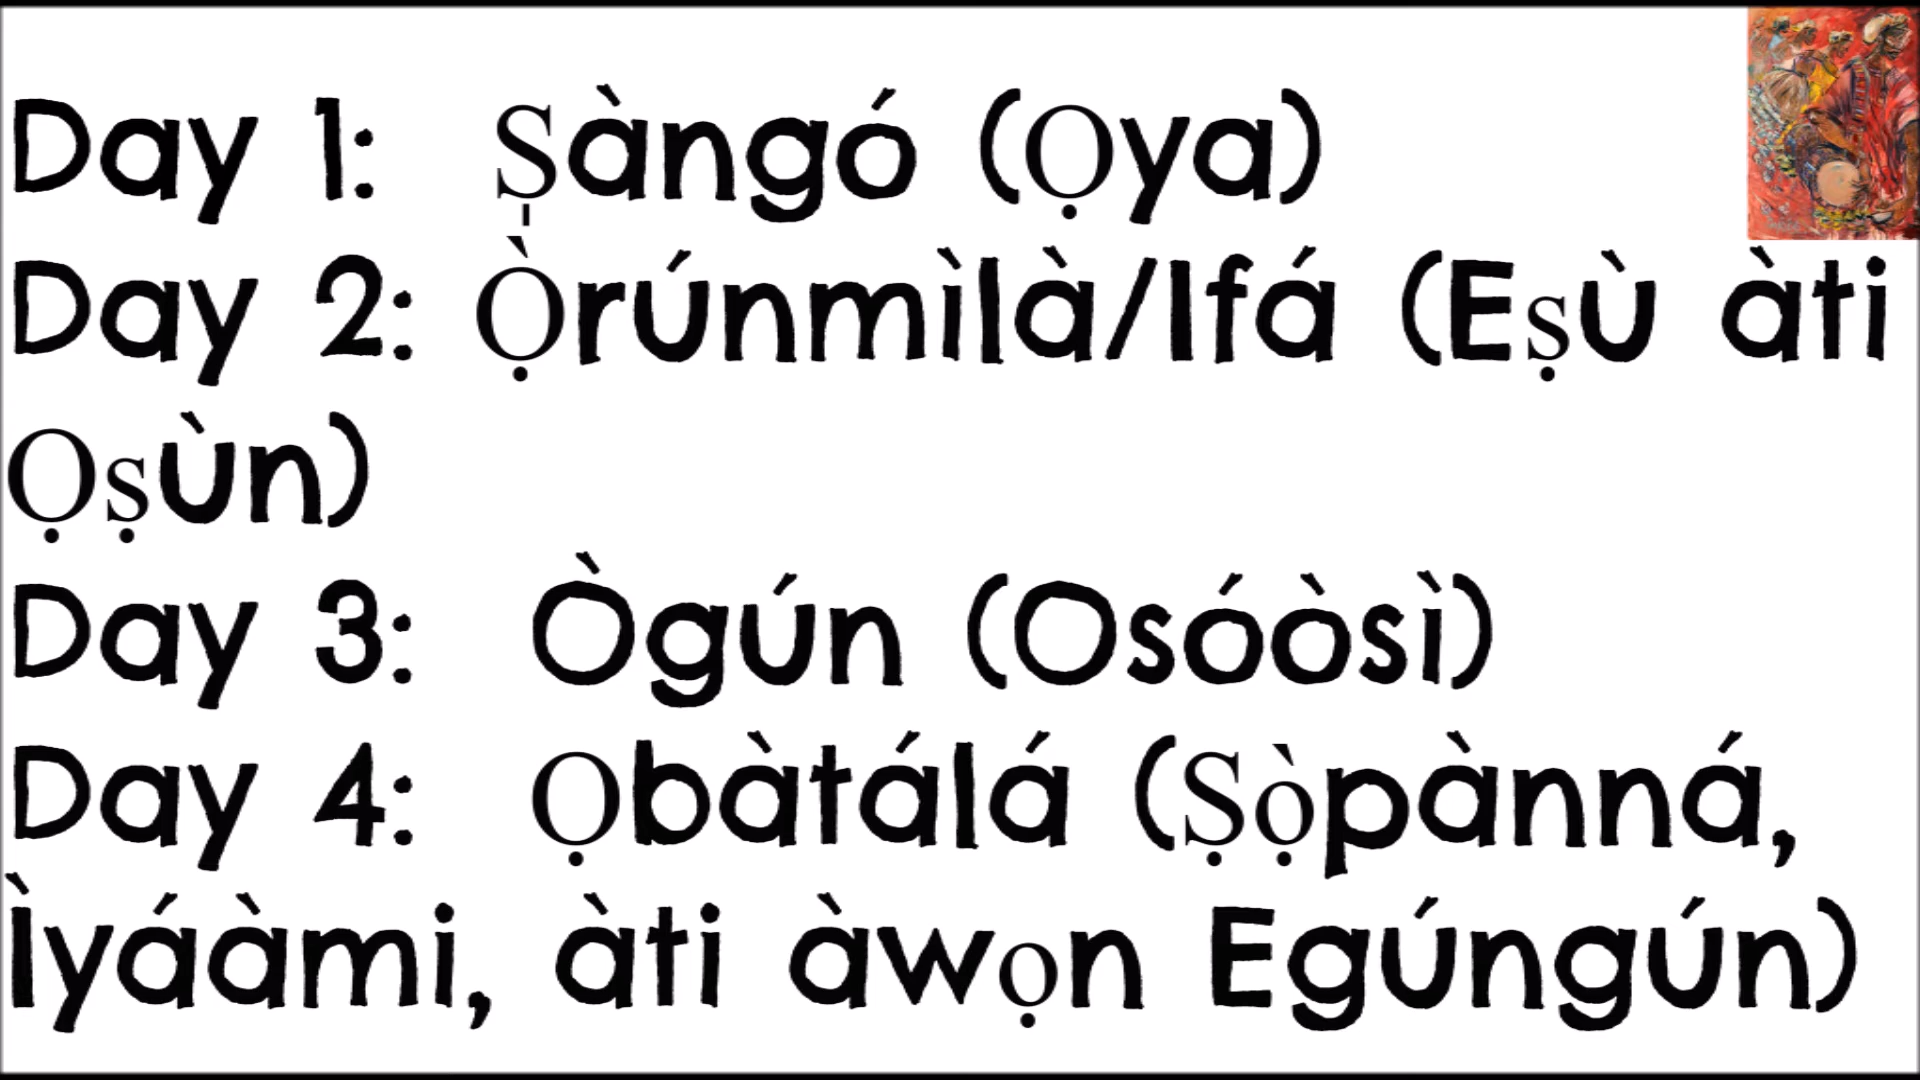 Day 1: Ṣàngó (Ọya)
Day 2: Ọ̀rúnmìlà/Ifá (Eṣù àti
Ọṣùn)
Day 3: Ògún (Osóòsì)
Day 4: Ọbàtálá (Ṣọ̀pànná,
Ìyáàmi, àti àwọn Egúngún)